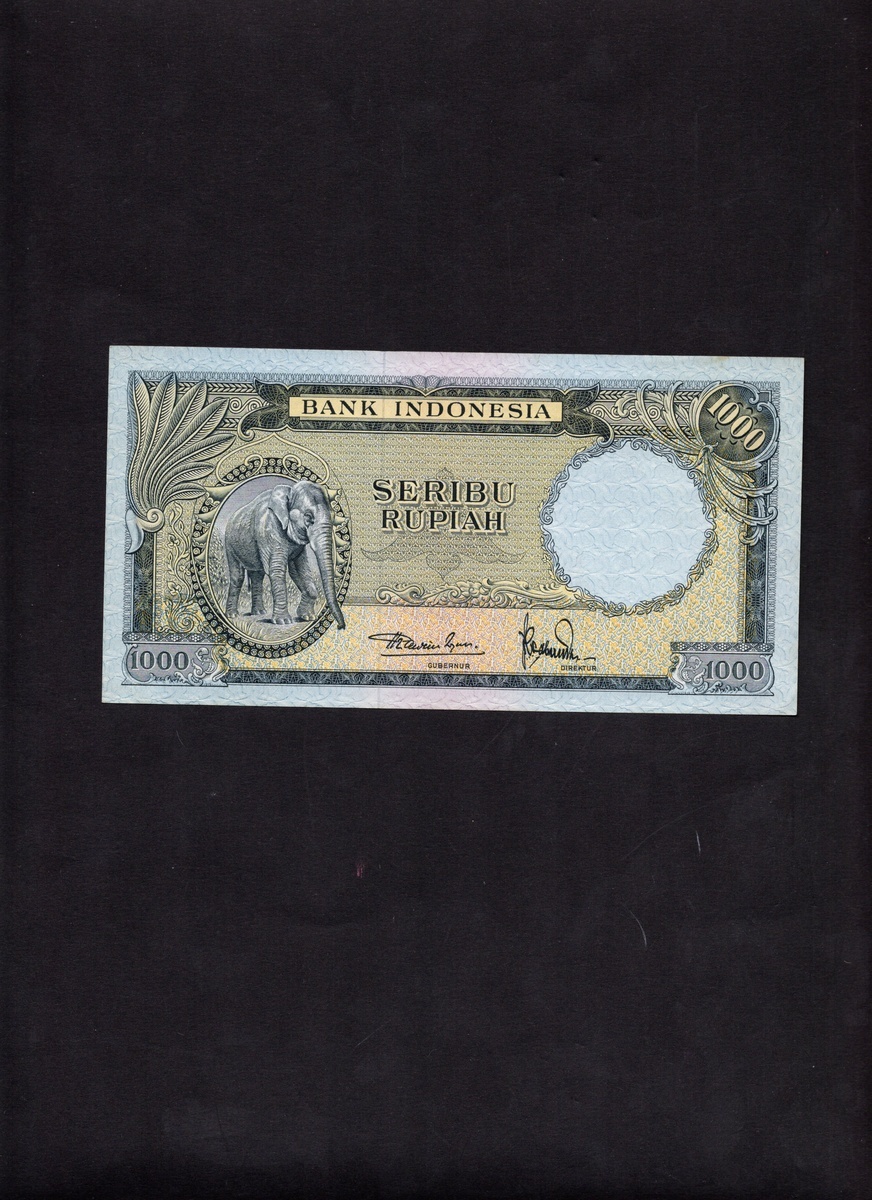 BANK INDONESIA
1000
SERIBU
RUPIAH
GUBERNUR
DIREKTUR
1000
1000